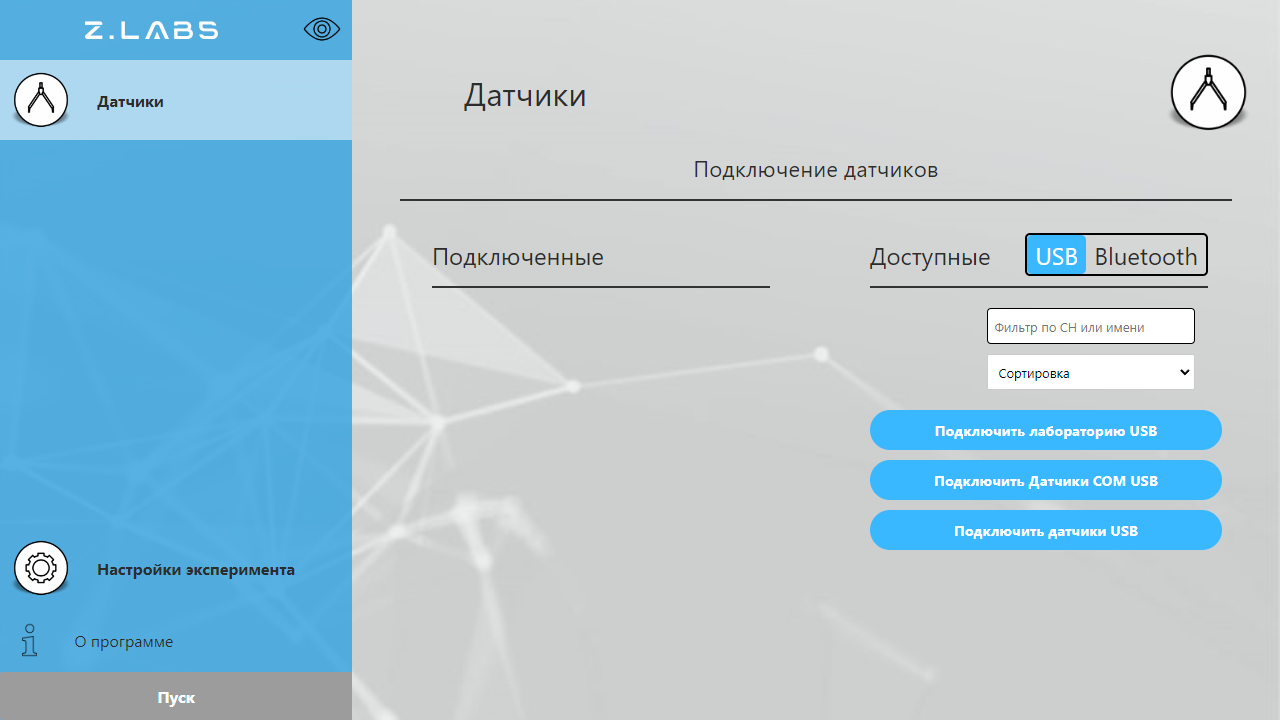 Z.LABS
Датчики
Настройки эксперимента
О программе
Пуск
Датчики
Подключение датчиков
Подключенные
Доступные
USB Bluetooth
Фильтр по СН или имени
Сортировка
Подключить лабораторию USB
Подключить Датчики COM USB
Подключить датчики USB